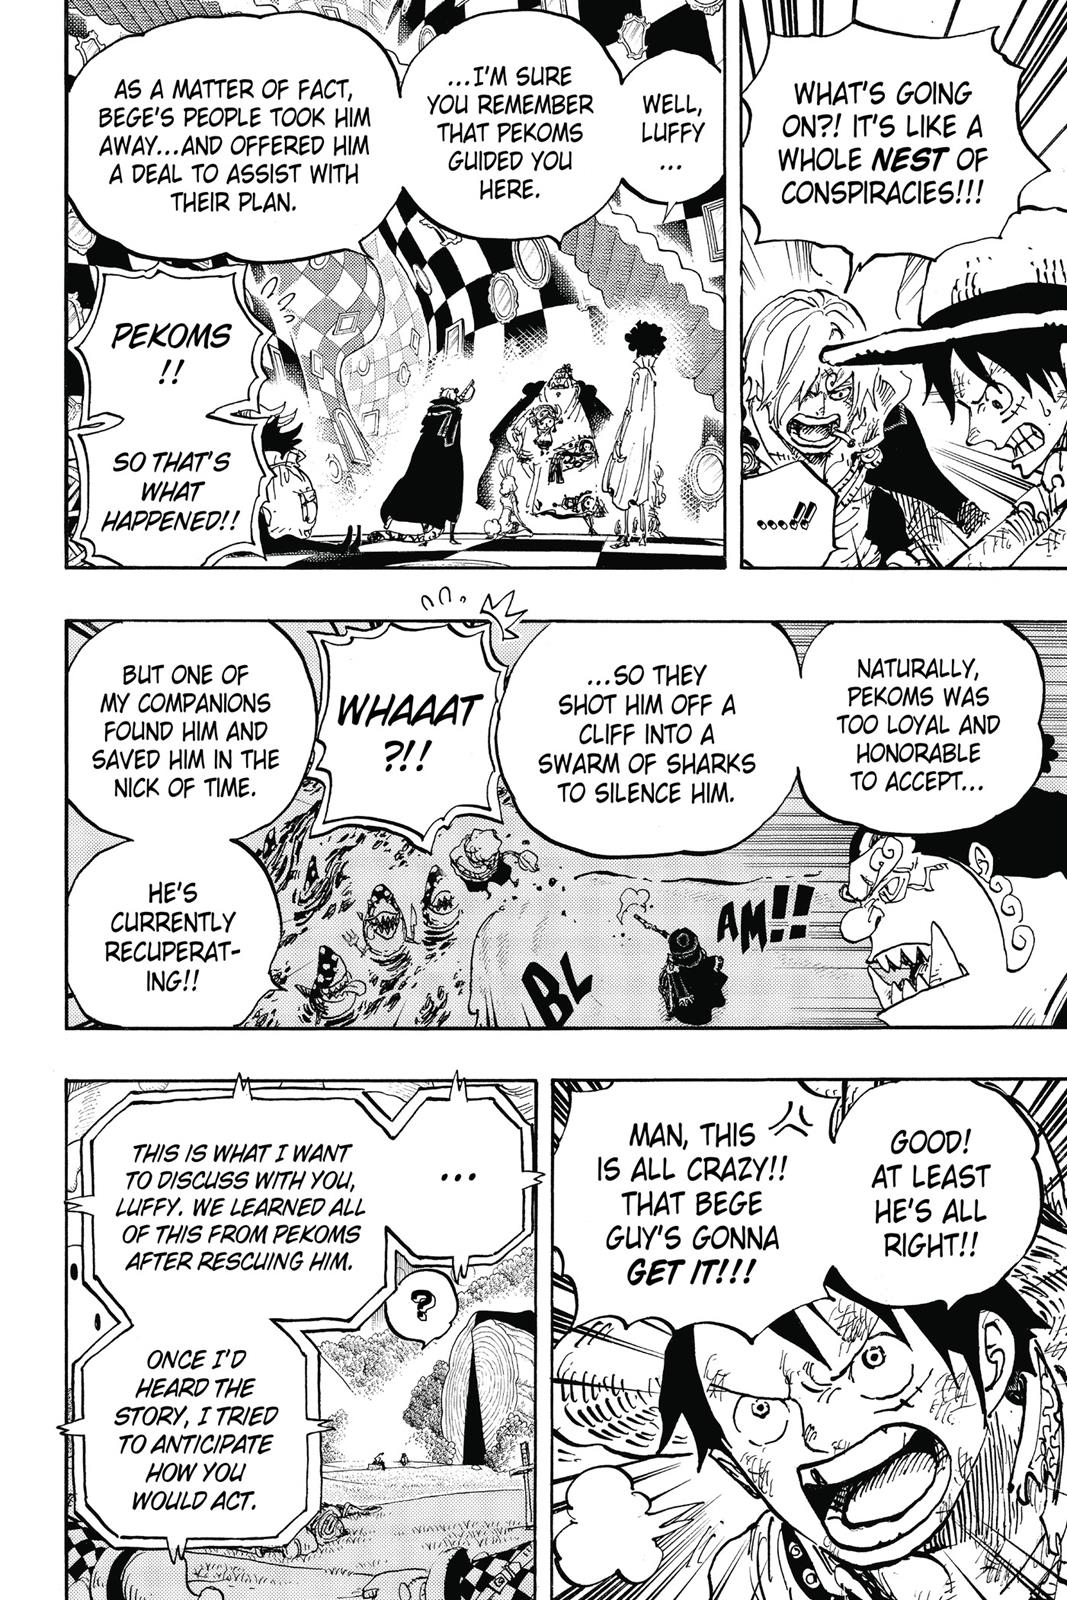 WHAT'S GOING
ON?! IT'S LIKE A
WHOLE NEST OF
CONSPIRACIES!!!
...!!
WELL,
LUFFY
...
...I'M SURE
YOU REMEMBER
THAT PEKOMS
GUIDED YOU
HERE.
AS A MATTER OF FACT,
BEGE'S PEOPLE TOOK HIM
AWAY...AND OFFERED HIM
A DEAL TO ASSIST WITH
THEIR PLAN.
PEKOMS
!!
SO THAT'S
WHAT
HAPPENED!!
NATURALLY,
PEKOMS WAS
TOO LOYAL AND
HONORABLE
TO ACCEPT...
...SO THEY
SHOT HIM OFF A
CLIFF INTO A
SWARM OF SHARKS
TO SILENCE HIM.
BLAM!!
WHAAAT
?!!
BUT ONE OF
MY COMPANIONS
FOUND HIM AND
SAVED HIM IN THE
NICK OF TIME.
HE'S
CURRENTLY
RECUPERAT-
ING!!
GOOD!
AT LEAST
HE'S ALL
RIGHT!!
MAN, THIS
IS ALL CRAZY!!
THAT BEGE
GUY'S GONNA
GET IT!!!
...
THIS IS WHAT I WANT
TO DISCUSS WITH YOU,
LUFFY. WE LEARNED ALL
OF THIS FROM PEKOMS
AFTER RESCUING HIM.
?
ONCE I'D
HEARD THE
STORY, I TRIED
TO ANTICIPATE
HOW YOU
WOULD ACT.